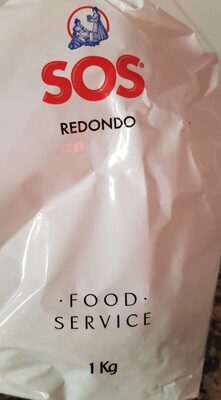 SOS®
REDONDO
· FOOD ·
SERVICE
1 Kg